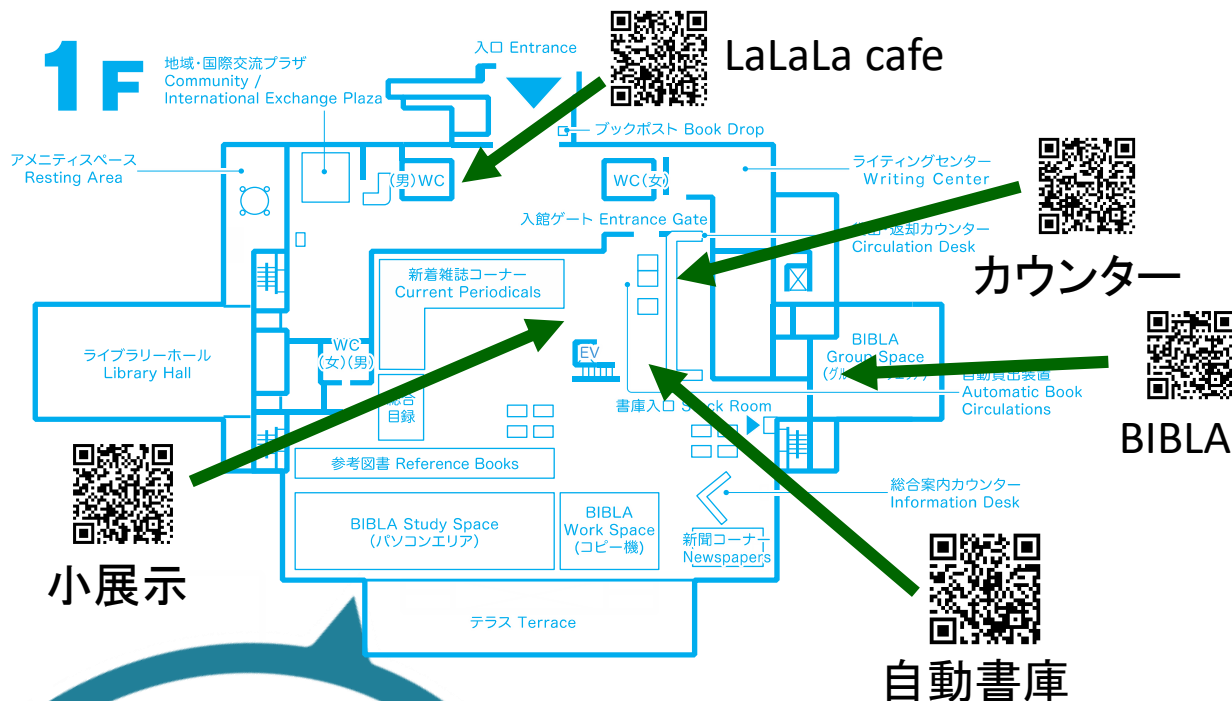 1F
地域・国際交流プラザ
Community /
International Exchange Plaza
入口 Entrance
LaLaLa cafe
ブックポスト Book Drop
アメニティスペース
Resting Area
(男)WC
WC(女)
ライティングセンター
Writing Center
入館ゲート Entrance Gate
返却カウンター
Circulation Desk
カウンター
新着雑誌コーナー
Current Periodicals
ライブラリーホール
Library Hall
WC
(女)(男)
EV
BIBLA
Group Space
自動貸出装置
Automatic Book
Circulations
BIBLA
総合
目録
書庫入口 Room
参考図書 Reference Books
総合案内カウンター
Information Desk
BIBLA Study Space
(パソコンエリア)
BIBLA
Work Space
(コピー機)
新聞コーナー
Newspapers
小展示
テラス Terrace
自動書庫